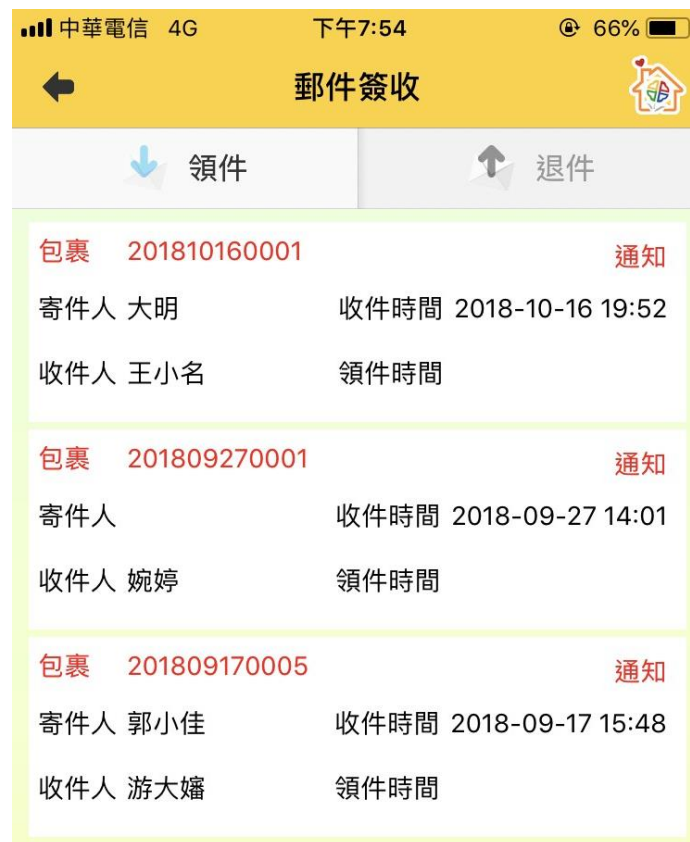 中華電信 4G 下午7:54 66%
郵件簽收
領件 退件
包裹 201810160001 通知
寄件人 大明 收件時間 2018-10-16 19:52
收件人 王小名 領件時間
包裹 201809270001 通知
寄件人 收件時間 2018-09-27 14:01
收件人 婉婷 領件時間
包裹 201809170005 通知
寄件人 郭小佳 收件時間 2018-09-17 15:48
收件人 游大嬸 領件時間